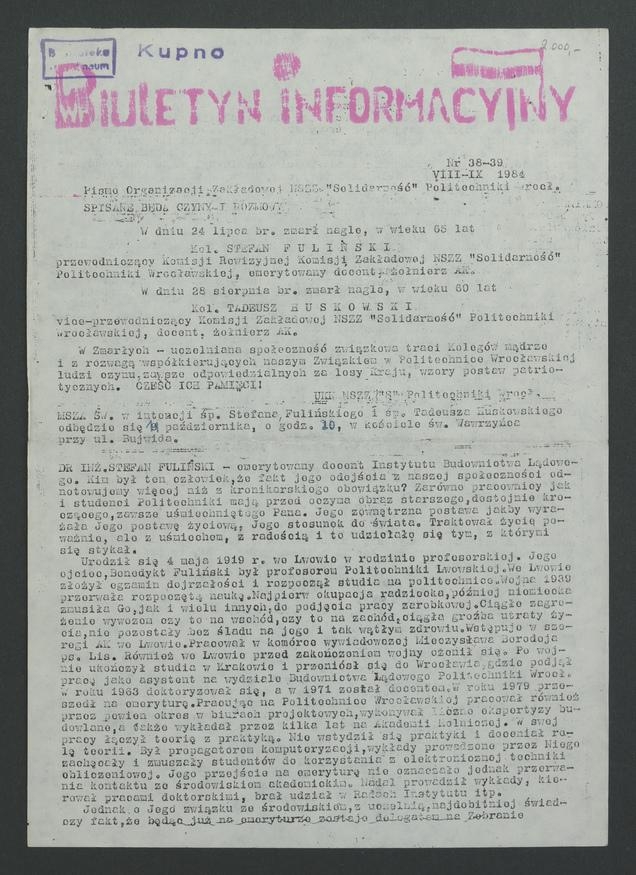 Kupno
2.000,-
BIULETYN INFORMACYJNY
Nr 38-39
VIII-IX 1984
Pismo Organizacji Zakładowej NSZZ "Solidarność" Politechniki Wrocł.
SPISANE BĘDĄ CZYNY I ROZMOWY
W dniu 24 lipca br. zmarł nagle, w wieku 65 lat
Kol. STEFAN FULIŃSKI
przewodniczący Komisji Rewizyjnej Komisji Zakładowej NSZZ "Solidarność"
Politechniki Wrocławskiej, emerytowany docent, żołnierz AK.
W dniu 28 sierpnia br. zmarł nagle, w wieku 60 lat
Kol. TADEUSZ HUSKOWSKI
vice-przewodniczący Komisji Zakładowej NSZZ "Solidarność" Politechniki
Wrocławskiej, docent, żołnierz AK.
W Zmarłych - uczelniana społeczność związkowa traci Kolegów mądrze
i z rozwagą współkierujących naszym Związkiem w Politechnice Wrocławskiej
ludzi czynu, zawsze odpowiedzialnych za losy Kraju, wzory postaw patrio-
tycznych. CZEŚĆ ICH PAMIĘCI!
NSZZ "S" Politechniki Wrocł.
MSZA ŚW. w intencji śp. Stefana Fulińskiego i śp. Tadeusza Huskowskiego
odbędzie się października, o godz. 10, w kościele św. Wawrzyńca
przy ul. Bujwida.
DR INŻ.STEFAN FULIŃSKI - emerytowany docent Instytutu Budownictwa Lądowe-
go. Kim był ten człowiek,że fakt jego odejścia z naszej społeczności od-
notowujemy więcej niż z kronikarskiego obowiązku? Zarówno pracownicy jak
i studenci Politechniki mają przed oczyma obraz starszego,dostojnie kro-
czącego,zawsze uśmiechniętego Pana. Jego zewnętrzna postawa jakby wyra-
żała Jego postawę życiową, Jego stosunek do świata. Traktował życie po-
ważnie, ale z uśmiechem, z radością i to udzielało się tym, z którymi
się stykał.
Urodził się 4 maja 1919 r. we Lwowie w rodzinie profesorskiej. Jego
ojciec,Benedykt Fuliński był profesorem Politechniki Lwowskiej.We Lwowie
złożył egzamin dojrzałości i rozpoczął studia na politechnice.Wojna 1939
przerwała rozpoczętą naukę.Najpierw okupacja radziecka,później niemiecka
zmusiła Go,jak i wielu innych,do podjęcia pracy zarobkowej.Ciągłe zagro-
żenie wywozem czy to na wschód,czy to na zachód,ciągła groźba utraty ży-
cia,nie pozostały bez śladu na jego i tak wątłym zdrowiu.Wstępuje w sze-
regi AK we Lwowie.Pracował w komórce wywiadowczej Mieczysława Borodeja
ps. Lis. Również we Lwowie przed zakończeniem wojny ożenił się. Po woj-
nie ukończył studia w Krakowie i przeniósł się do Wrocławia,gdzie podjął
pracę jako asystent na wydziale Budownictwa Lądowego Politechniki Wrocł.
W roku 1963 doktoryzował się, a w 1971 został docentem.W roku 1979 prze-
szedł na emeryturę.Pracując na Politechnice Wrocławskiej pracował również
przez pewien okres w biurach projektowych,wykonywał liczne ekspertyzy bu-
dowlane,a także wykładał przez kilka lat na Akademii Rolniczej. W swej
pracy łączył teorię z praktyką. Nie wstydził się praktyki i doceniał ro-
lę teorii. Był propagatorem komputeryzacji,wykłady prowadzone przez Niego
zachęcały i zmuszały studentów do korzystania z elektronicznej techniki
obliczeniowej. Jego przejście na emeryturę nie oznaczało jednak przerwa-
nia kontaktu ze środowiskiem akademickim. Nadal prowadził wykłady, kie-
rował pracami doktorskimi, brał udział w Radach Instytutu itp.
Jednak o Jego związku ze środowiskiem,z uczelnią,najdobitniej świad-
czy fakt,że będąc już na emeryturze zostaje delegatem na Zebranie